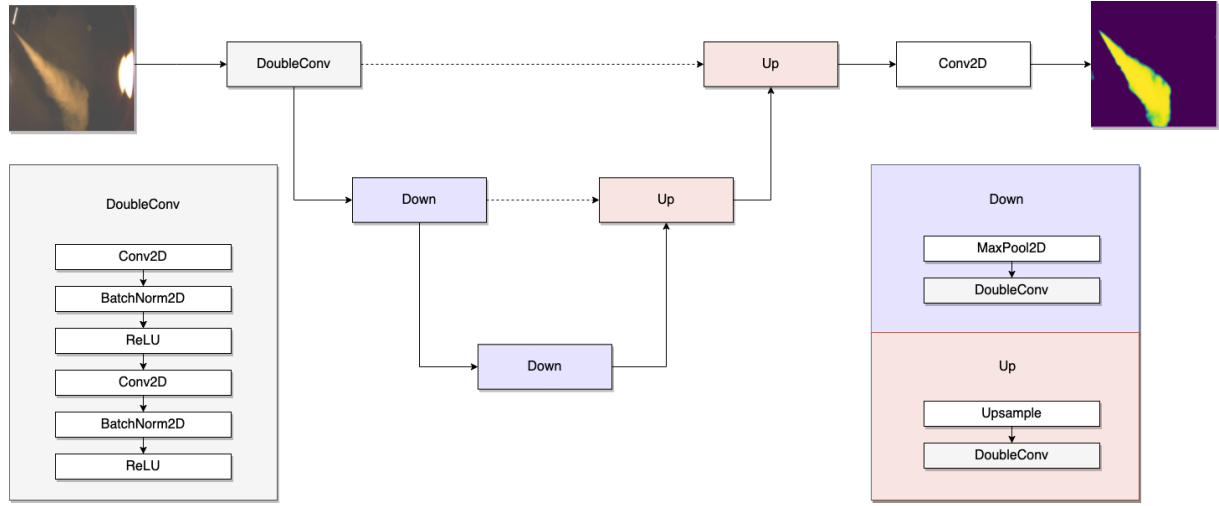 DoubleConv
Up
Conv2D
Down
Up
Down
DoubleConv
Conv2D
BatchNorm2D
ReLU
Conv2D
BatchNorm2D
ReLU
Down
MaxPool2D
DoubleConv
Up
Upsample
DoubleConv